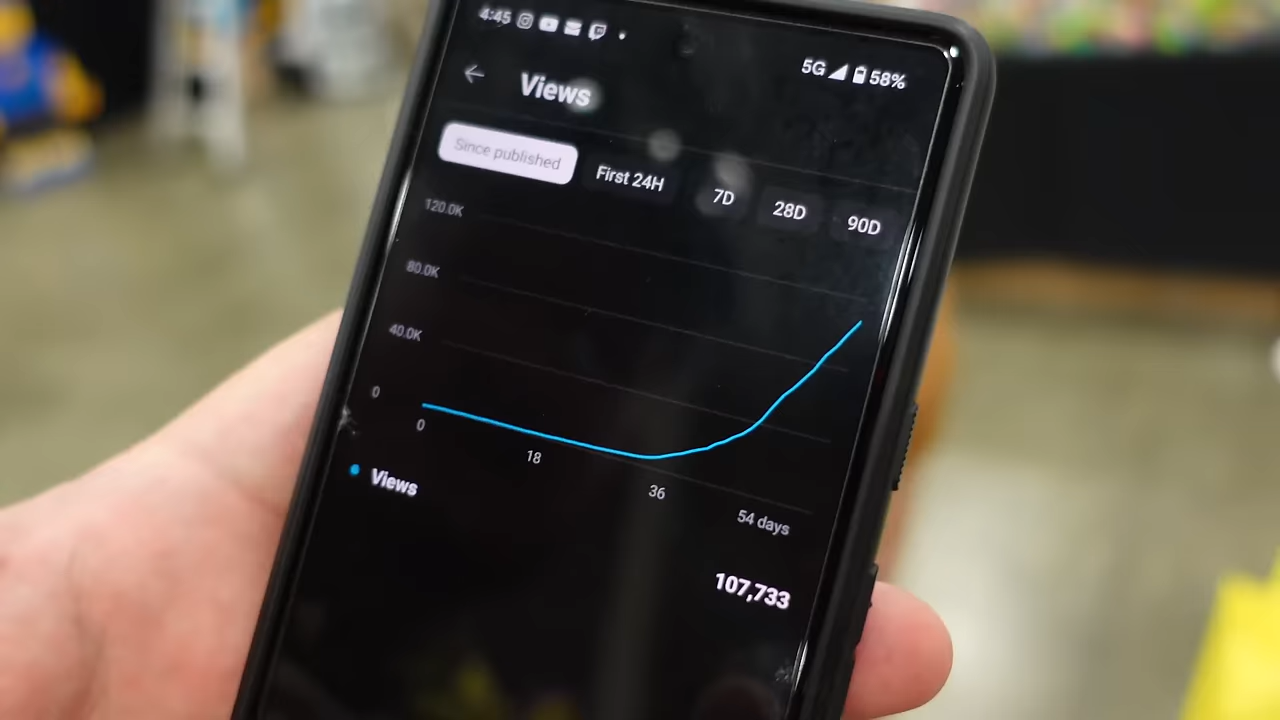 4:45
5G 58%
Views
Since published First 24H 7D 28D 90D
120.0K
80.0K
40.0K
0
0 18 36 54 days
Views
107,733